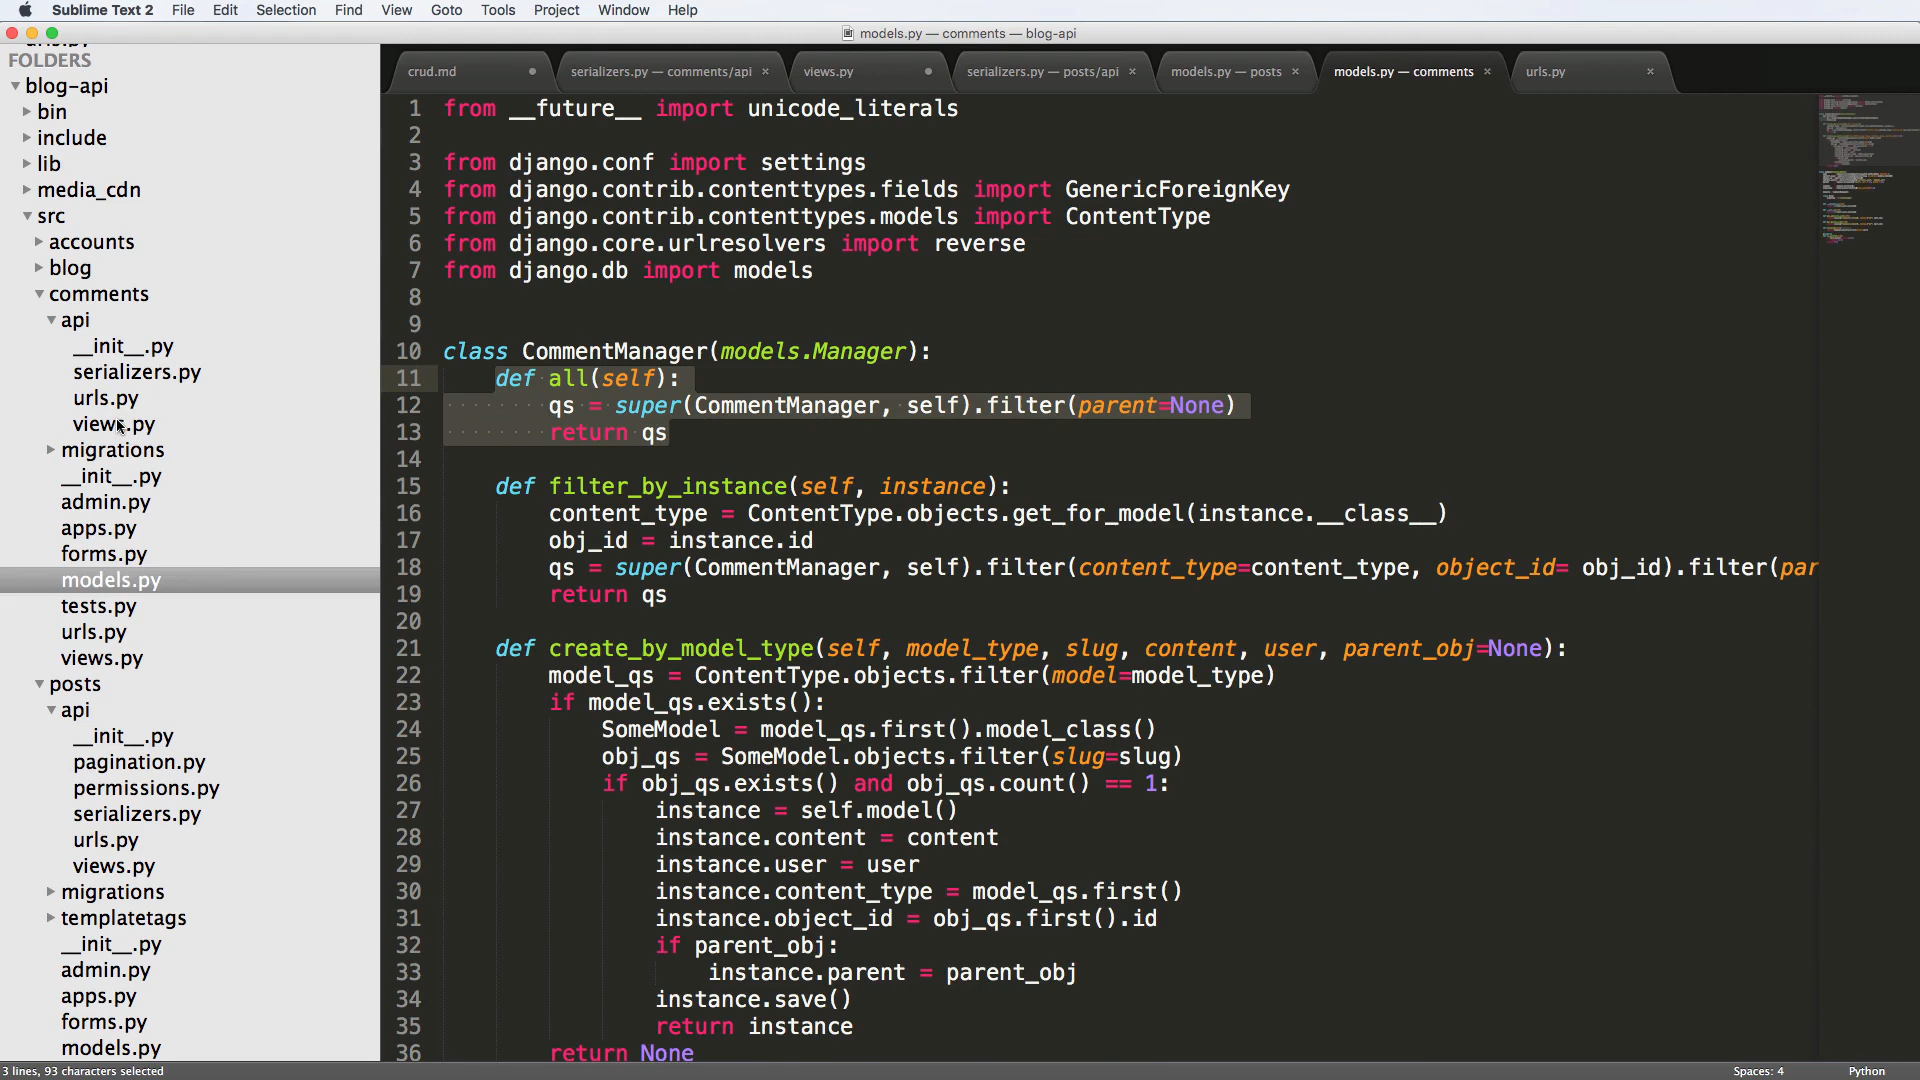 Sublime Text 2 File Edit Selection Find View Goto Tools Project Window Help
models.py — comments — blog-api
FOLDERS
blog-api
bin
include
lib
media_cdn
src
accounts
blog
comments
api
__init__.py
serializers.py
urls.py
views.py
migrations
__init__.py
admin.py
apps.py
forms.py
models.py
tests.py
urls.py
views.py
posts
api
__init__.py
pagination.py
permissions.py
serializers.py
urls.py
views.py
migrations
templatetags
__init__.py
admin.py
apps.py
forms.py
models.py
crud.md serializers.py — comments/api × views.py serializers.py — posts/api × models.py — posts × models.py — comments × urls.py ×
1 from __future__ import unicode_literals
2
3 from django.conf import settings
4 from django.contrib.contenttypes.fields import GenericForeignKey
5 from django.contrib.contenttypes.models import ContentType
6 from django.core.urlresolvers import reverse
7 from django.db import models
8
9
10 class CommentManager(models.Manager):
11 def all(self):
12 qs = super(CommentManager, self).filter(parent=None)
13 return qs
14
15 def filter_by_instance(self, instance):
16 content_type = ContentType.objects.get_for_model(instance.__class__)
17 obj_id = instance.id
18 qs = super(CommentManager, self).filter(content_type=content_type, object_id= obj_id).filter(par
19 return qs
20
21 def create_by_model_type(self, model_type, slug, content, user, parent_obj=None):
22 model_qs = ContentType.objects.filter(model=model_type)
23 if model_qs.exists():
24 SomeModel = model_qs.first().model_class()
25 obj_qs = SomeModel.objects.filter(slug=slug)
26 if obj_qs.exists() and obj_qs.count() == 1:
27 instance = self.model()
28 instance.content = content
29 instance.user = user
30 instance.content_type = model_qs.first()
31 instance.object_id = obj_qs.first().id
32 if parent_obj:
33 instance.parent = parent_obj
34 instance.save()
35 return instance
36 return None
3 lines, 93 characters selected Spaces: 4 Python